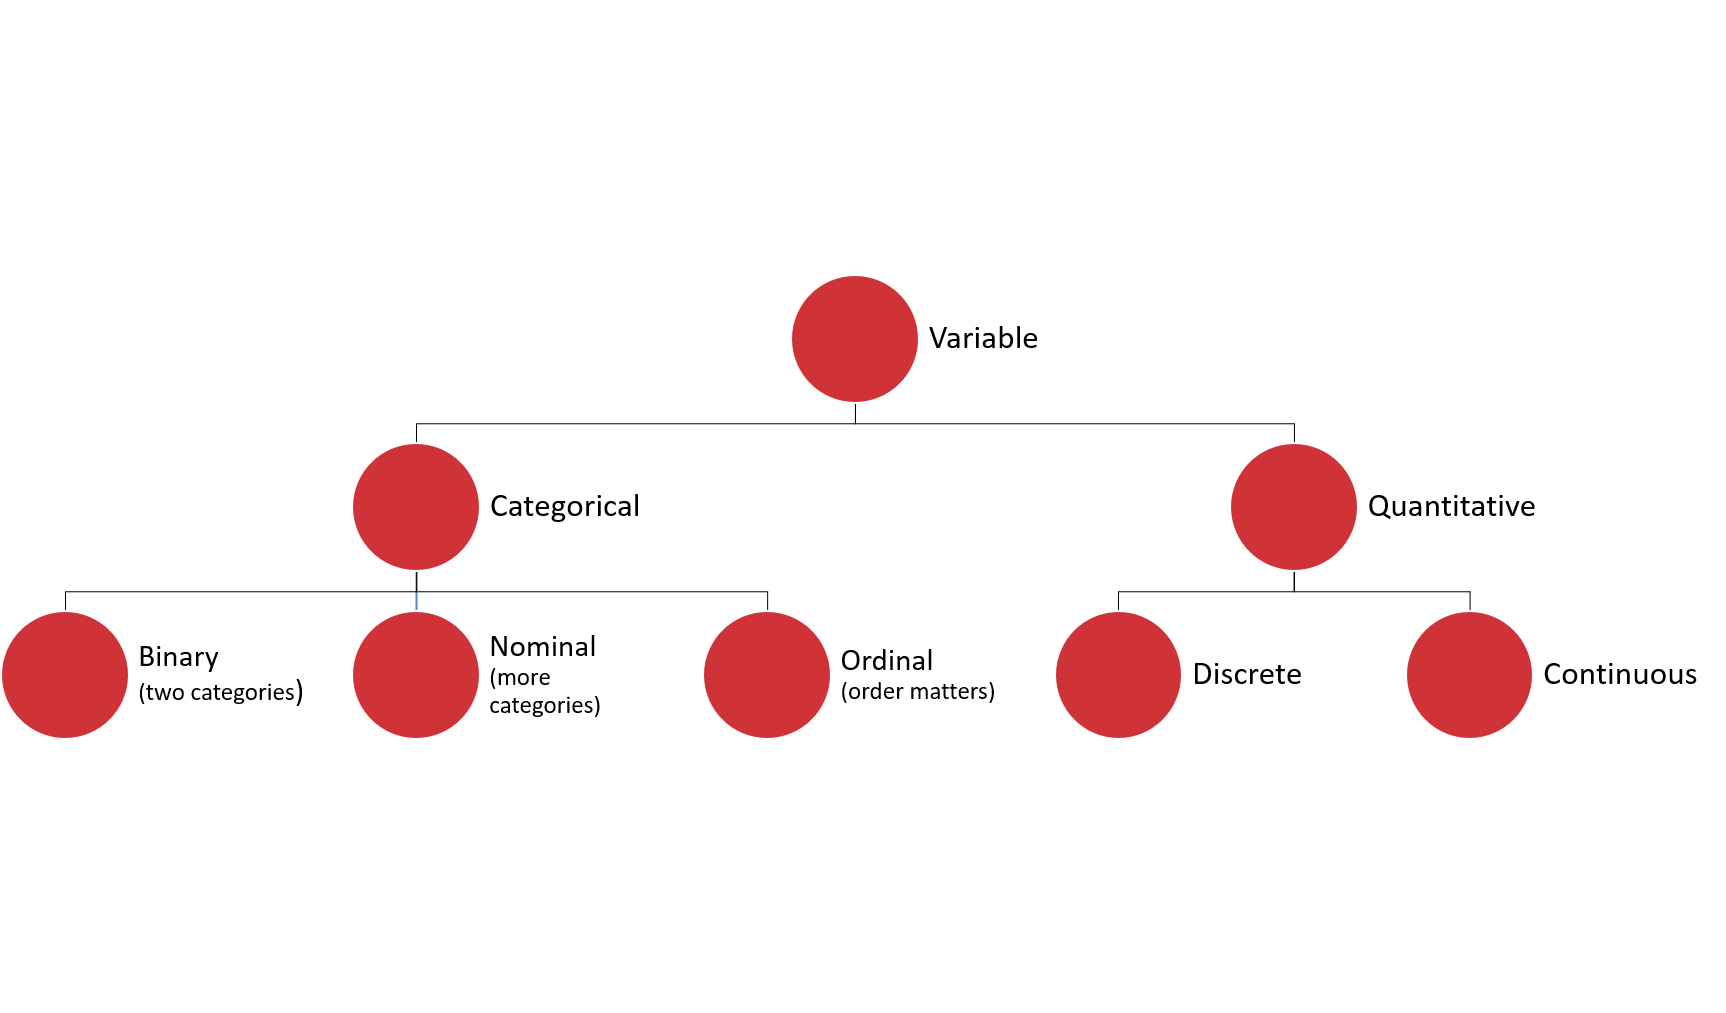 Variable
Categorical
Quantitative
Binary
(two categories)
Nominal
(more
categories)
Ordinal
(order matters)
Discrete
Continuous